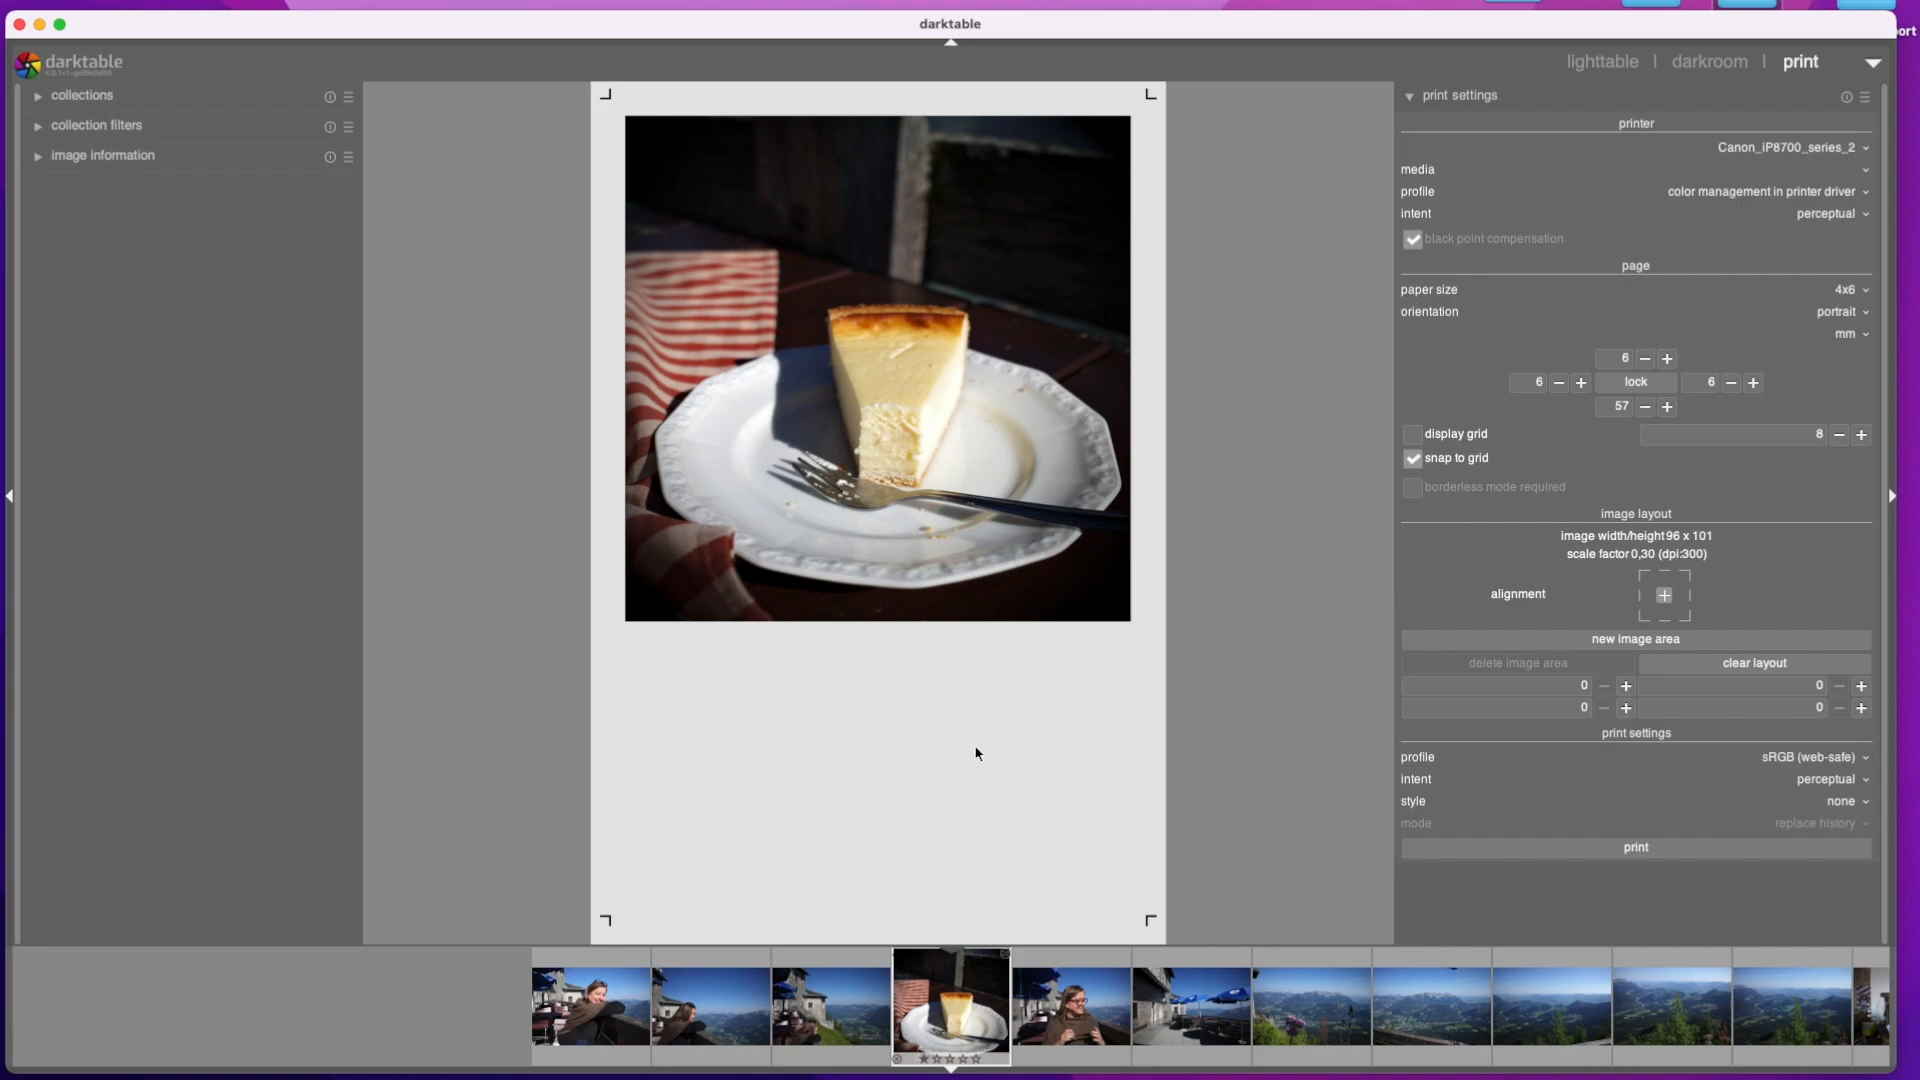 darktable
ort
darktable
lighttable | darkroom | print
collections
collection filters
image information
print settings
printer
Canon_iP8700_series_2
media
profile color management in printer driver
intent perceptual
black point compensation
page
paper size 4x6
orientation portrait
mm
6 − +
6 − + lock 6 − +
57 − +
display grid 8 − +
snap to grid
borderless mode required
image layout
image width/height 96 x 101
scale factor 0,30 (dpi:300)
alignment +
new image area
delete image area clear layout
0 − + 0 − +
0 − + 0 − +
print settings
profile sRGB (web-safe)
intent perceptual
style none
mode replace history
print